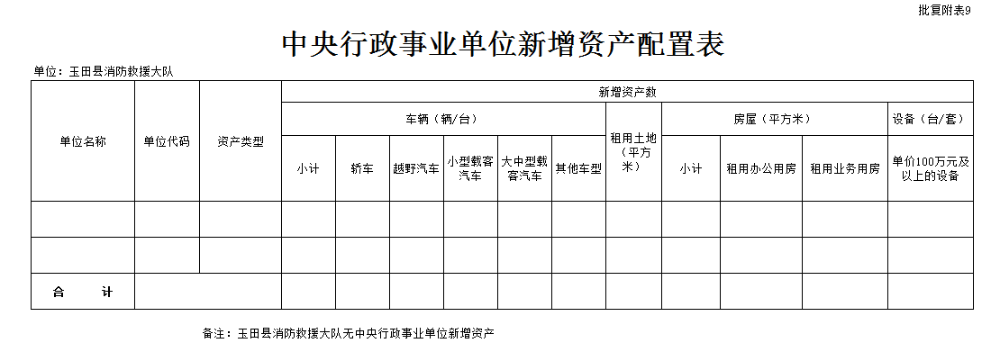 批复附表9
中央行政事业单位新增资产配置表
单位：玉田县消防救援大队
单位名称
单位代码
资产类型
新增资产数
车辆（辆/台）
租用土地
（平方
米）
房屋（平方米）
设备（台/套）
小计
轿车
越野汽车
小型载客
汽车
大中型载
客汽车
其他车型
小计
租用办公用房
租用业务用房
单价100万元及
以上的设备
合 计
备注：玉田县消防救援大队无中央行政事业单位新增资产